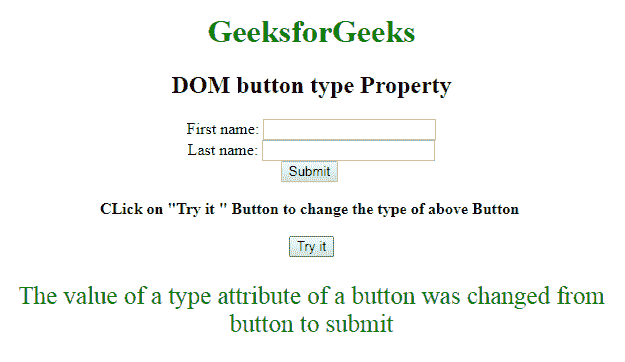 GeeksforGeeks
DOM button type Property
First name:
Last name:
Submit
CLick on "Try it " Button to change the type of above Button
Try it
The value of a type attribute of a button was changed from
button to submit